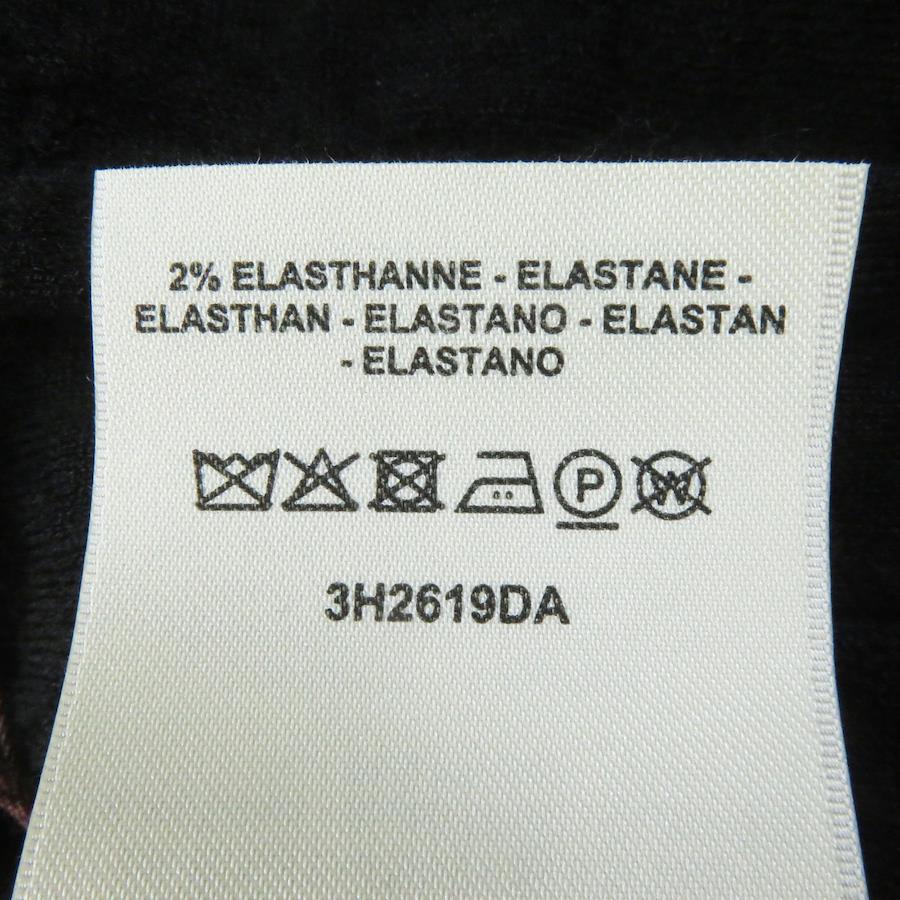 2% ELASTHANNE - ELASTANE -
ELASTHAN - ELASTANO - ELASTAN
- ELASTANO
P W
3H2619DA